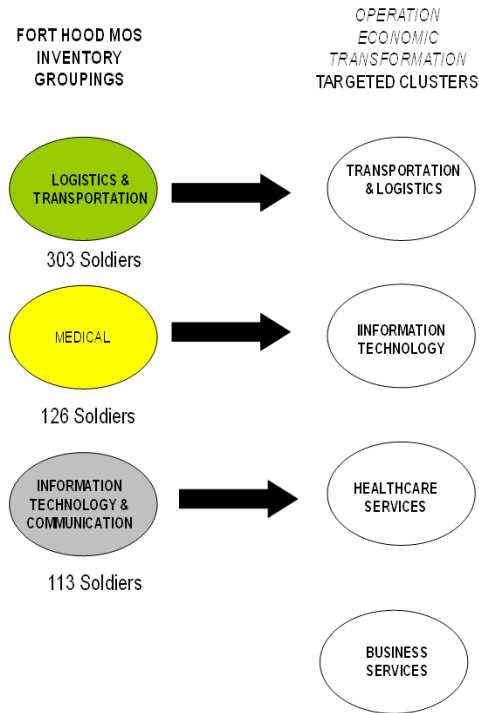 FORT HOOD MOS
INVENTORY
GROUPINGS
OPERATION
ECONOMIC
TRANSFORMATION
TARGETED CLUSTERS
LOGISTICS &
TRANSPORTATION
303 Soldiers
TRANSPORTATION
& LOGISTICS
MEDICAL
126 Soldiers
INFORMATION
TECHNOLOGY
INFORMATION
TECHNOLOGY &
COMMUNICATION
113 Soldiers
HEALTHCARE
SERVICES
BUSINESS
SERVICES